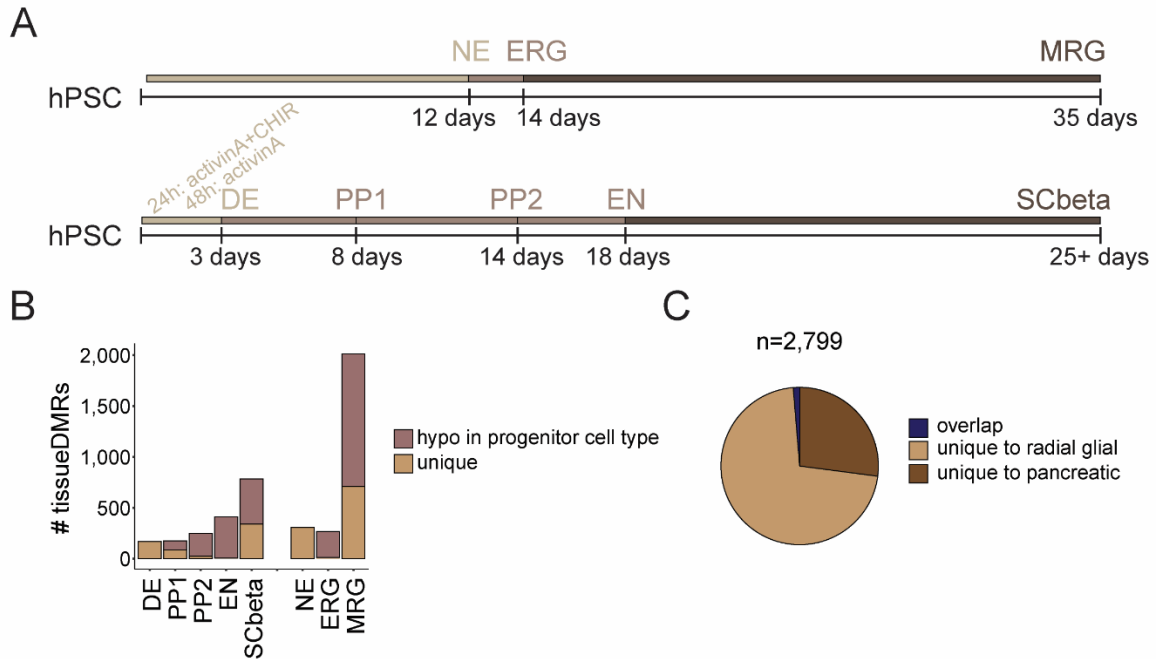 A
NE ERG MRG
hPSC
12 days 14 days 35 days
24h: activinA+CHIR
48h: activinA
DE PP1 PP2 EN SCbeta
hPSC
3 days 8 days 14 days 18 days 25+ days
B
# tissueDMRs
2,000
1,500
1,000
500
0
DE PP1 PP2 EN SCbeta NE ERG MRG
hypo in progenitor cell type
unique
C
n=2,799
overlap
unique to radial glial
unique to pancreatic